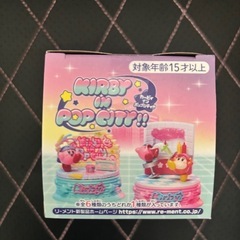 対象年齢15才以上
KIRBY
IN
POP CITY!!
※全6種類のうちどれか1種類が入っています。
リーメント新製品ホームページ https://www.re-ment.co.jp/